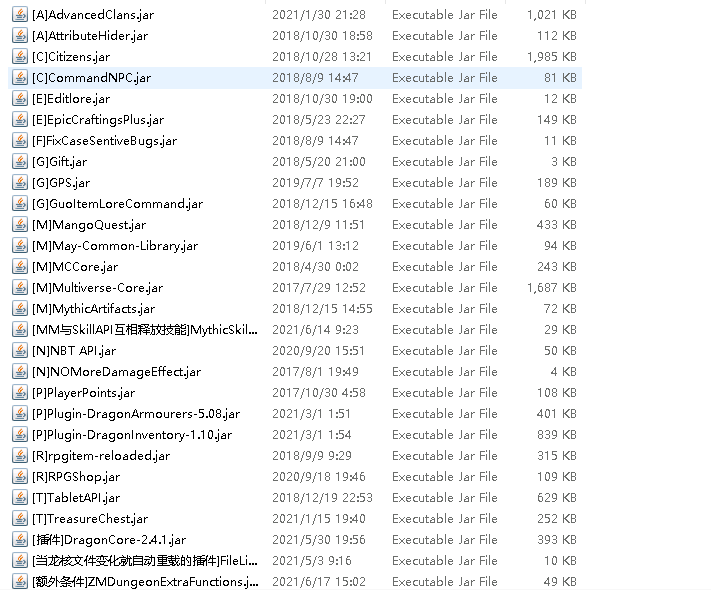 [A]AdvancedClans.jar 2021/1/30 21:28 Executable Jar File 1,021 KB
[A]AttributeHider.jar 2018/10/30 18:58 Executable Jar File 112 KB
[C]Citizens.jar 2018/10/28 13:21 Executable Jar File 1,985 KB
[C]CommandNPC.jar 2018/8/9 14:47 Executable Jar File 81 KB
[E]Editlore.jar 2018/10/30 19:00 Executable Jar File 12 KB
[E]EpicCraftingsPlus.jar 2018/5/23 22:27 Executable Jar File 149 KB
[F]FixCaseSentiveBugs.jar 2018/8/9 14:47 Executable Jar File 11 KB
[G]Gift.jar 2018/5/20 21:00 Executable Jar File 3 KB
[G]GPS.jar 2019/7/7 19:52 Executable Jar File 189 KB
[G]GuoItemLoreCommand.jar 2018/12/15 16:48 Executable Jar File 60 KB
[M]MangoQuest.jar 2018/12/9 11:51 Executable Jar File 433 KB
[M]May-Common-Library.jar 2019/6/1 13:12 Executable Jar File 94 KB
[M]MCCore.jar 2018/4/30 0:02 Executable Jar File 243 KB
[M]Multiverse-Core.jar 2017/7/29 12:52 Executable Jar File 1,687 KB
[M]MythicArtifacts.jar 2018/12/15 14:55 Executable Jar File 72 KB
[MM与SkillAPI互相释放技能]MythicSkil... 2021/6/14 9:23 Executable Jar File 29 KB
[N]NBT API.jar 2020/9/20 15:51 Executable Jar File 50 KB
[N]NOMoreDamageEffect.jar 2017/8/1 19:49 Executable Jar File 4 KB
[P]PlayerPoints.jar 2017/10/30 4:58 Executable Jar File 108 KB
[P]Plugin-DragonArmourers-5.08.jar 2021/3/1 1:51 Executable Jar File 401 KB
[P]Plugin-DragonInventory-1.10.jar 2021/3/1 1:54 Executable Jar File 839 KB
[R]rpgitem-reloaded.jar 2018/9/9 9:29 Executable Jar File 315 KB
[R]RPGShop.jar 2020/9/18 19:46 Executable Jar File 109 KB
[T]TabletAPI.jar 2018/12/19 22:53 Executable Jar File 629 KB
[T]TreasureChest.jar 2021/1/15 19:40 Executable Jar File 252 KB
[插件]DragonCore-2.4.1.jar 2021/5/30 19:56 Executable Jar File 393 KB
[当龙核文件变化就自动重载的插件]FileLi... 2021/5/3 9:16 Executable Jar File 10 KB
[额外条件]ZMDungeonExtraFunctions.j... 2021/6/17 15:02 Executable Jar File 49 KB